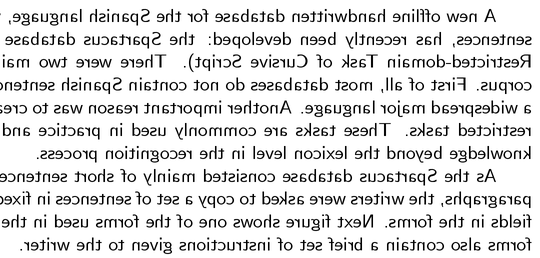 A new offline handwritten database for the Spanish language,
sentences, has recently been developed: the Spartacus database
Restricted-domain Task of Cursive Script). There were two mai
corpus. First of all, most databases do not contain Spanish sentenc
a widespread major language. Another important reason was to crea
restricted tasks. These tasks are commonly used in practice and
knowledge beyond the lexicon level in the recognition process.
As the Spartacus database consisted mainly of short sentence
paragraphs, the writers were asked to copy a set of sentences in fixe
fields in the forms. Next figure shows one of the forms used in the
forms also contain a brief set of instructions given to the writer.